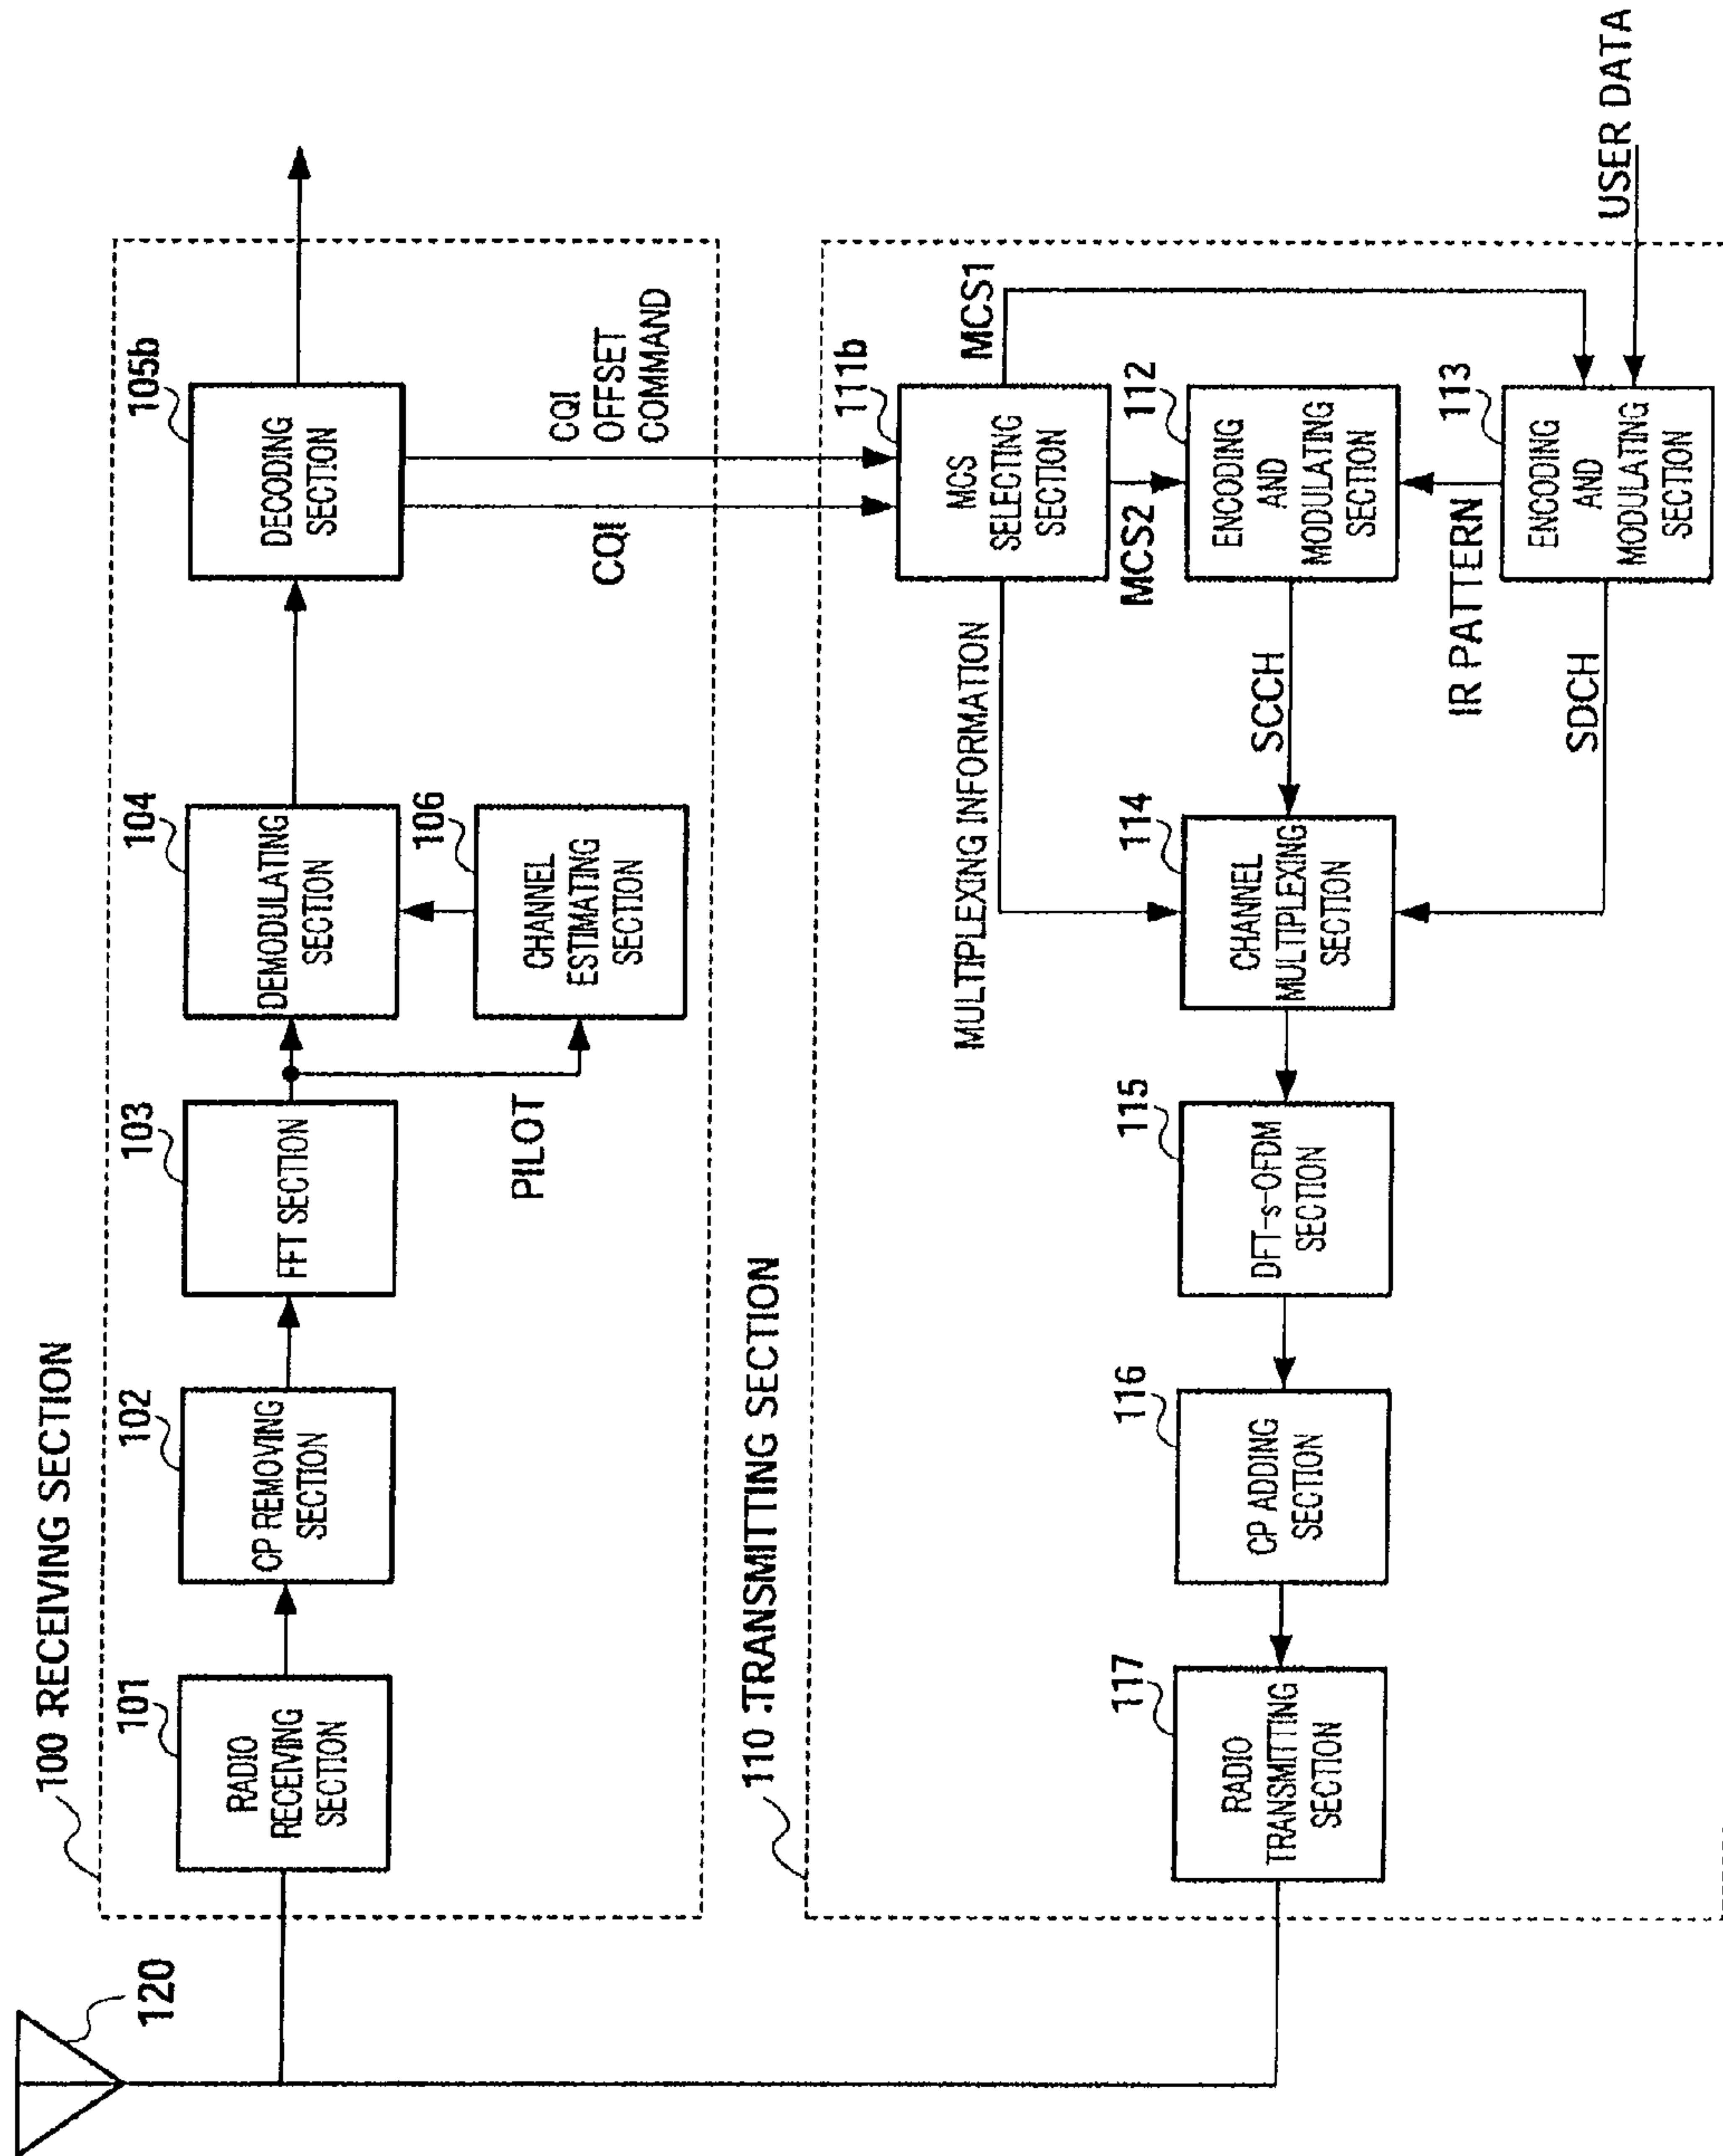 120
100 RECEIVING SECTION
101
RADIO
RECEIVING
SECTION
102
CP REMOVING
SECTION
103
FFT SECTION
PILOT
104
DEMODULATING
SECTION
106
CHANNEL
ESTIMATING
SECTION
105b
DECODING
SECTION
CQI
CQI
OFFSET
COMMAND
110 TRANSMITTING SECTION
117
RADIO
TRANSMITTING
SECTION
116
CP ADDING
SECTION
115
DFT-s-OFDM
SECTION
114
CHANNEL
MULTIPLEXING
SECTION
MULTIPLEXING INFORMATION
SCCH
SDCH
111b
MCS
SELECTING
SECTION
MCS1
MCS2
112
ENCODING
AND
MODULATING
SECTION
IR PATTERN
113
ENCODING
AND
MODULATING
SECTION
USER DATA